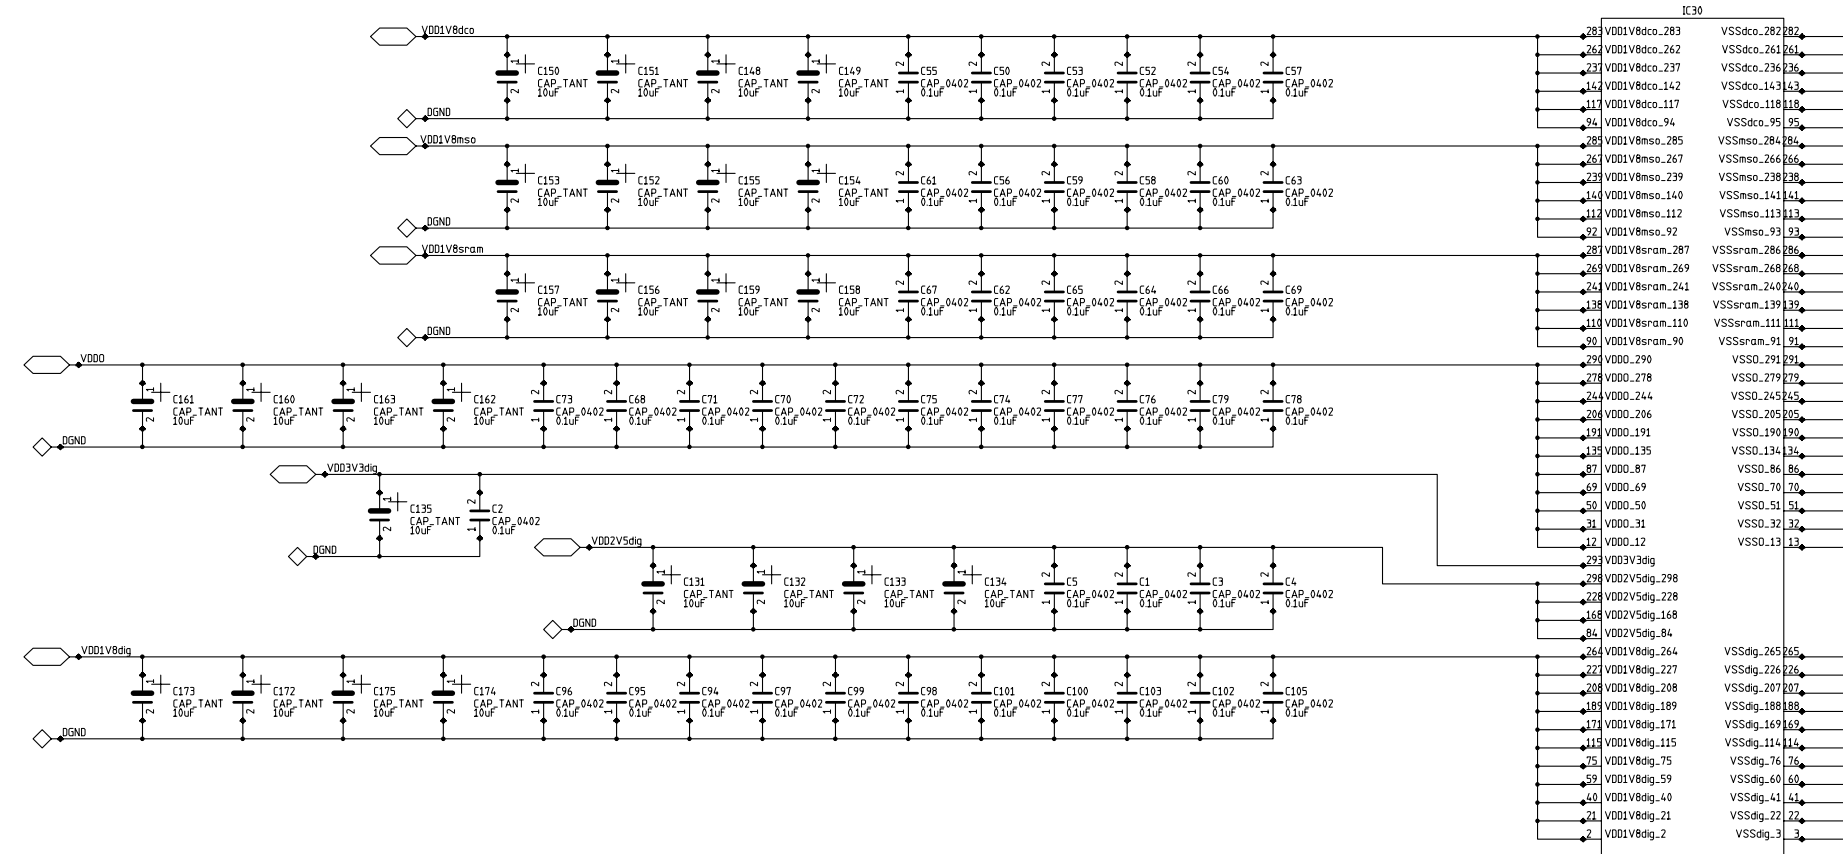 IC30
VDD1V8dco
C150 C151 C148 C149 C55 C50 C53 C52 C54 C57
CAP_TANT CAP_TANT CAP_TANT CAP_TANT CAP_0402 CAP_0402 CAP_0402 CAP_0402 CAP_0402 CAP_0402
10uF 10uF 10uF 10uF 0.1uF 0.1uF 0.1uF 0.1uF 0.1uF 0.1uF
DGND
VDD1V8mso
C153 C152 C155 C154 C61 C56 C59 C58 C60 C63
CAP_TANT CAP_TANT CAP_TANT CAP_TANT CAP_0402 CAP_0402 CAP_0402 CAP_0402 CAP_0402 CAP_0402
10uF 10uF 10uF 10uF 0.1uF 0.1uF 0.1uF 0.1uF 0.1uF 0.1uF
DGND
VDD1V8sram
C157 C156 C159 C158 C67 C62 C65 C64 C66 C69
CAP_TANT CAP_TANT CAP_TANT CAP_TANT CAP_0402 CAP_0402 CAP_0402 CAP_0402 CAP_0402 CAP_0402
10uF 10uF 10uF 10uF 0.1uF 0.1uF 0.1uF 0.1uF 0.1uF 0.1uF
DGND
VDDO
C161 C160 C163 C162 C73 C68 C71 C70 C72 C75 C74 C77 C76 C79 C78
CAP_TANT CAP_TANT CAP_TANT CAP_TANT CAP_0402 CAP_0402 CAP_0402 CAP_0402 CAP_0402 CAP_0402 CAP_0402 CAP_0402 CAP_0402 CAP_0402 CAP_0402
10uF 10uF 10uF 10uF 0.1uF 0.1uF 0.1uF 0.1uF 0.1uF 0.1uF 0.1uF 0.1uF 0.1uF 0.1uF 0.1uF
DGND
VDD3V3dig
C135 C2
CAP_TANT CAP_0402
10uF 0.1uF
DGND
VDD2V5dig
C131 C132 C133 C134 C5 C1 C3 C4
CAP_TANT CAP_TANT CAP_TANT CAP_TANT CAP_0402 CAP_0402 CAP_0402 CAP_0402
10uF 10uF 10uF 10uF 0.1uF 0.1uF 0.1uF 0.1uF
DGND
VDD1V8dig
C173 C172 C175 C174 C96 C95 C94 C97 C99 C98 C101 C100 C103 C102 C105
CAP_TANT CAP_TANT CAP_TANT CAP_TANT CAP_0402 CAP_0402 CAP_0402 CAP_0402 CAP_0402 CAP_0402 CAP_0402 CAP_0402 CAP_0402 CAP_0402 CAP_0402
10uF 10uF 10uF 10uF 0.1uF 0.1uF 0.1uF 0.1uF 0.1uF 0.1uF 0.1uF 0.1uF 0.1uF 0.1uF 0.1uF
DGND
283 VDD1V8dco_283 VSSdco_282 282
262 VDD1V8dco_262 VSSdco_261 261
237 VDD1V8dco_237 VSSdco_236 236
142 VDD1V8dco_142 VSSdco_143 143
117 VDD1V8dco_117 VSSdco_118 118
94 VDD1V8dco_94 VSSdco_95 95
285 VDD1V8mso_285 VSSmso_284 284
267 VDD1V8mso_267 VSSmso_266 266
239 VDD1V8mso_239 VSSmso_238 238
140 VDD1V8mso_140 VSSmso_141 141
112 VDD1V8mso_112 VSSmso_113 113
92 VDD1V8mso_92 VSSmso_93 93
287 VDD1V8sram_287 VSSsram_286 286
269 VDD1V8sram_269 VSSsram_268 268
241 VDD1V8sram_241 VSSsram_240 240
138 VDD1V8sram_138 VSSsram_139 139
110 VDD1V8sram_110 VSSsram_111 111
90 VDD1V8sram_90 VSSsram_91 91
290 VDDO_290 VSSO_291 291
278 VDDO_278 VSSO_279 279
244 VDDO_244 VSSO_245 245
206 VDDO_206 VSSO_205 205
191 VDDO_191 VSSO_190 190
135 VDDO_135 VSSO_134 134
87 VDDO_87 VSSO_86 86
69 VDDO_69 VSSO_70 70
50 VDDO_50 VSSO_51 51
31 VDDO_31 VSSO_32 32
12 VDDO_12 VSSO_13 13
293 VDD3V3dig
298 VDD2V5dig_298
228 VDD2V5dig_228
168 VDD2V5dig_168
84 VDD2V5dig_84
264 VDD1V8dig_264 VSSdig_265 265
227 VDD1V8dig_227 VSSdig_226 226
208 VDD1V8dig_208 VSSdig_207 207
189 VDD1V8dig_189 VSSdig_188 188
171 VDD1V8dig_171 VSSdig_169 169
115 VDD1V8dig_115 VSSdig_114 114
75 VDD1V8dig_75 VSSdig_76 76
59 VDD1V8dig_59 VSSdig_60 60
40 VDD1V8dig_40 VSSdig_41 41
21 VDD1V8dig_21 VSSdig_22 22
2 VDD1V8dig_2 VSSdig_3 3